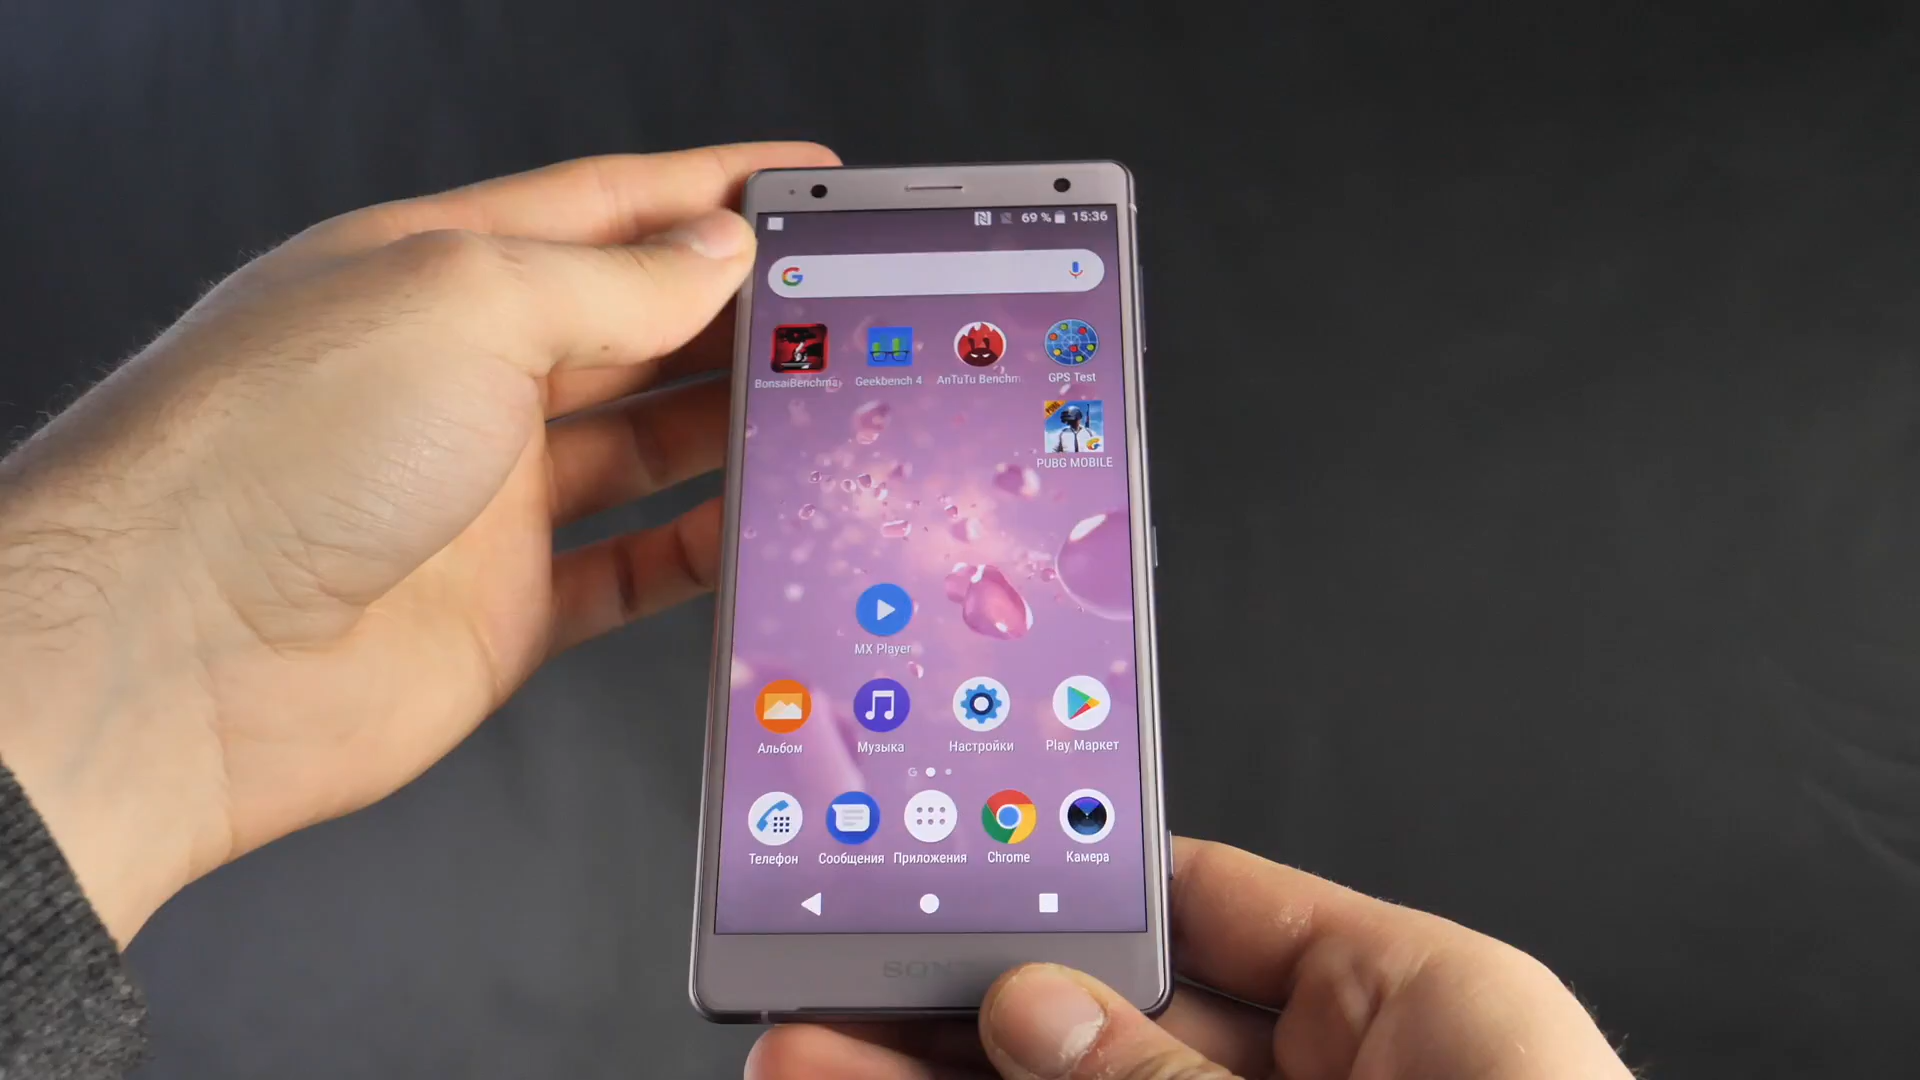 69 % 15:36
BonsaiBenchma
Geekbench 4
AnTuTu Benchm
GPS Test
PUBG MOBILE
MX Player
Альбом
Музыка
Настройки
Play Маркет
Телефон
Сообщения
Приложения
Chrome
Камера
SON